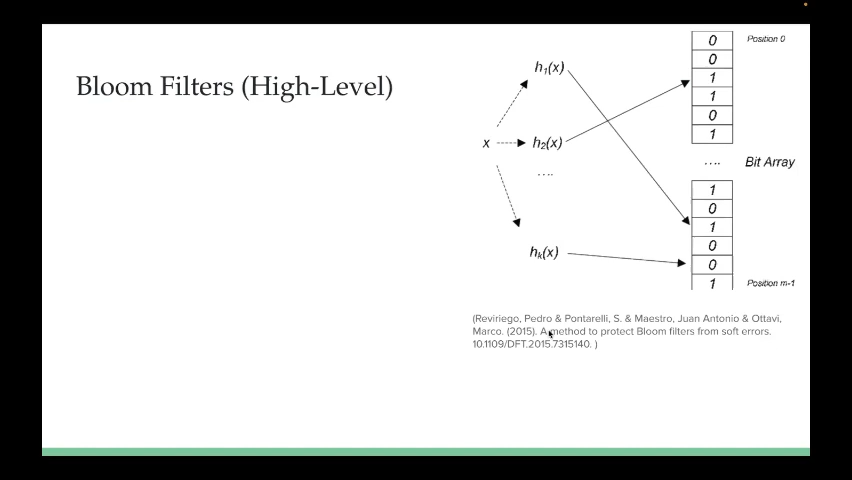 Bloom Filters (High-Level)
x
h1(x)
h2(x)
....
hk(x)
0
0
1
1
0
1
....
1
0
1
0
0
1
Position 0
Bit Array
Position m-1
(Reviriego, Pedro & Pontarelli, S. & Maestro, Juan Antonio & Ottavi,
Marco. (2015). A method to protect Bloom filters from soft errors.
10.1109/DFT.2015.7315140. )